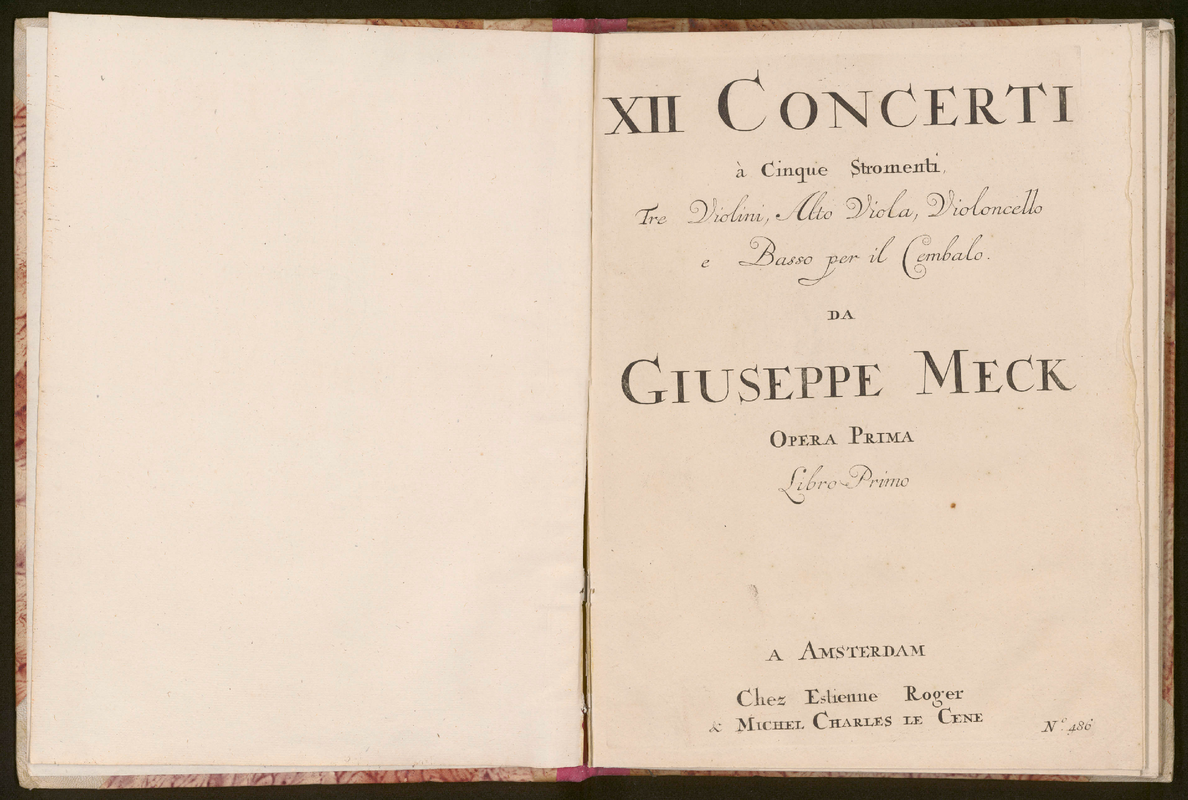 XII CONCERTI
à Cinque Stromenti,
Tre Violini, Alto Viola, Violoncello
e Basso per il Cembalo.
DA
GIUSEPPE MECK
OPERA PRIMA
Libro Primo
A AMSTERDAM
Chez Estienne Roger
& MICHEL CHARLES LE CENE
N.º 486